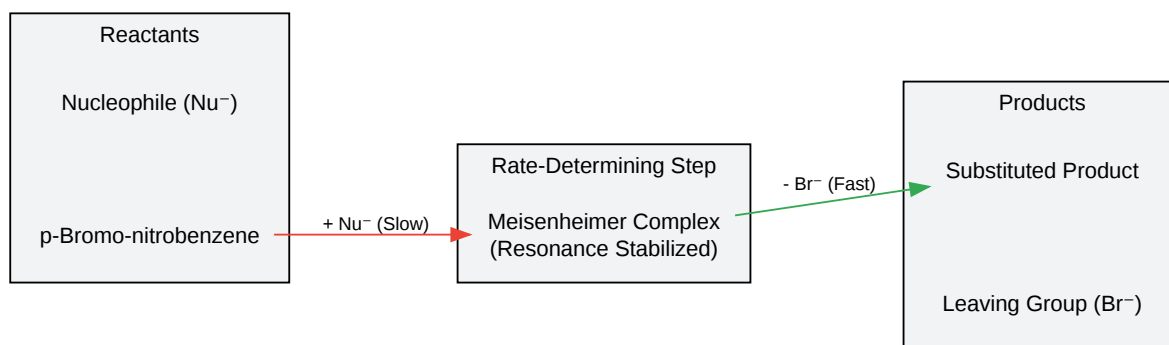 Reactants
Nucleophile (Nu⁻)
p-Bromo-nitrobenzene
+ Nu⁻ (Slow)
Rate-Determining Step
Meisenheimer Complex
(Resonance Stabilized)
- Br⁻ (Fast)
Products
Substituted Product
Leaving Group (Br⁻)